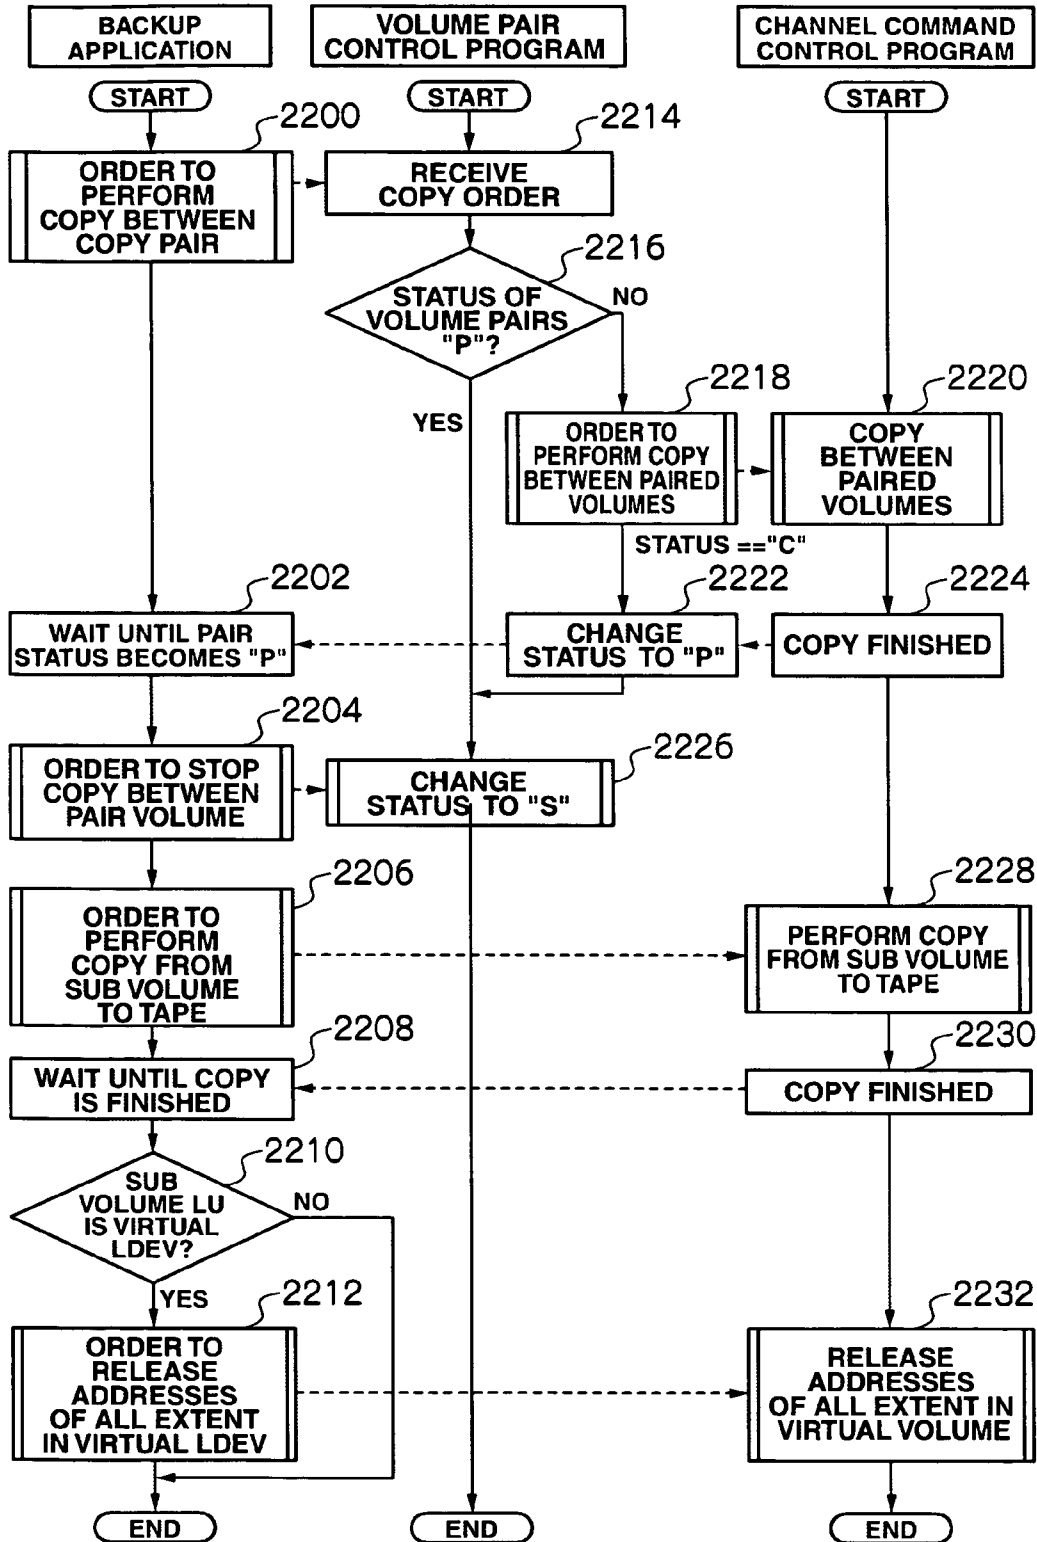 BACKUP
APPLICATION
VOLUME PAIR
CONTROL PROGRAM
CHANNEL COMMAND
CONTROL PROGRAM
START
START
START
2200
ORDER TO
PERFORM
COPY BETWEEN
COPY PAIR
2214
RECEIVE
COPY ORDER
2216
STATUS OF
VOLUME PAIRS
"P"?
NO
YES
2218
ORDER TO
PERFORM COPY
BETWEEN PAIRED
VOLUMES
2220
COPY
BETWEEN
PAIRED
VOLUMES
STATUS =="C"
2202
WAIT UNTIL PAIR
STATUS BECOMES "P"
2222
CHANGE
STATUS TO "P"
2224
COPY FINISHED
2204
ORDER TO STOP
COPY BETWEEN
PAIR VOLUME
2226
CHANGE
STATUS TO "S"
2206
ORDER TO
PERFORM
COPY FROM
SUB VOLUME
TO TAPE
2228
PERFORM COPY
FROM SUB VOLUME
TO TAPE
2208
WAIT UNTIL COPY
IS FINISHED
2230
COPY FINISHED
2210
SUB
VOLUME LU
IS VIRTUAL
LDEV?
NO
YES
2212
ORDER TO
RELEASE
ADDRESSES
OF ALL EXTENT
IN VIRTUAL LDEV
2232
RELEASE
ADDRESSES
OF ALL EXTENT IN
VIRTUAL VOLUME
END
END
END